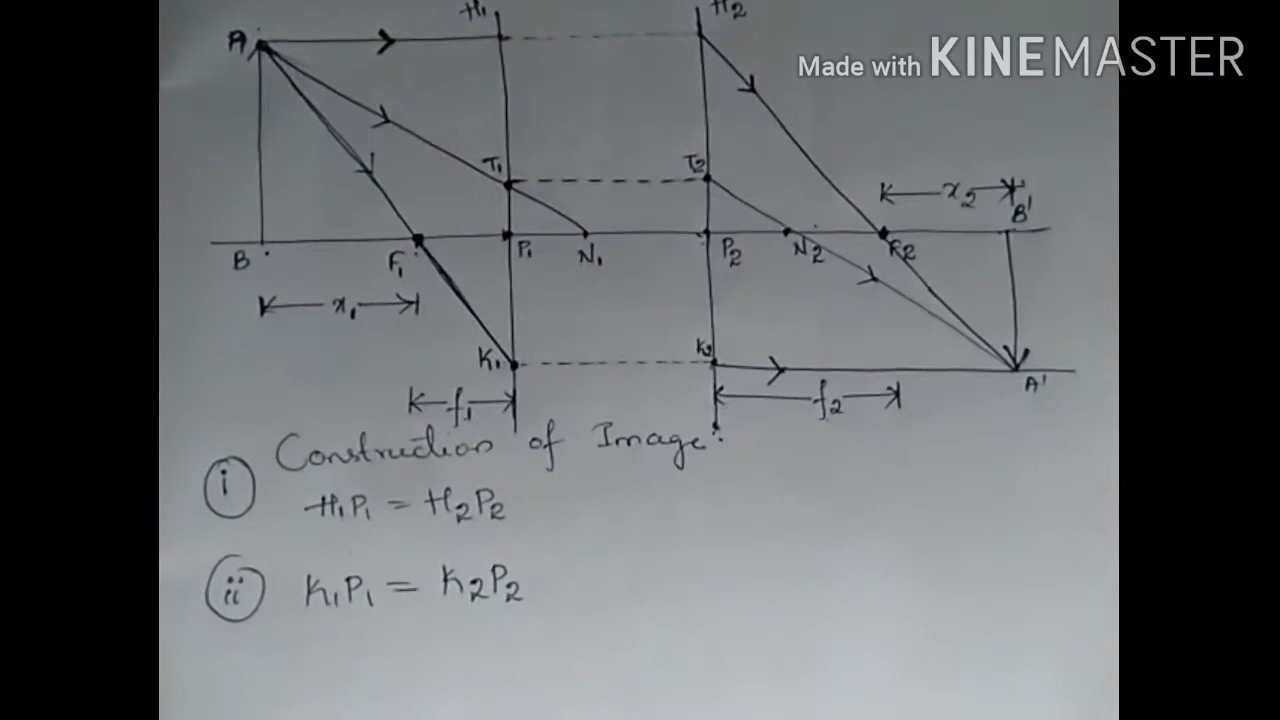 H₁ H₂
A
Made with KINEMASTER
T₁ T₂
x₂
B'
B F₁ P₁ N₁ P₂ N₂ F₂
x₁
K₁ K₂
A'
f₁ f₂
Construction of Image:
i
H₁P₁ = H₂P₂
ii K₁P₁ = K₂P₂